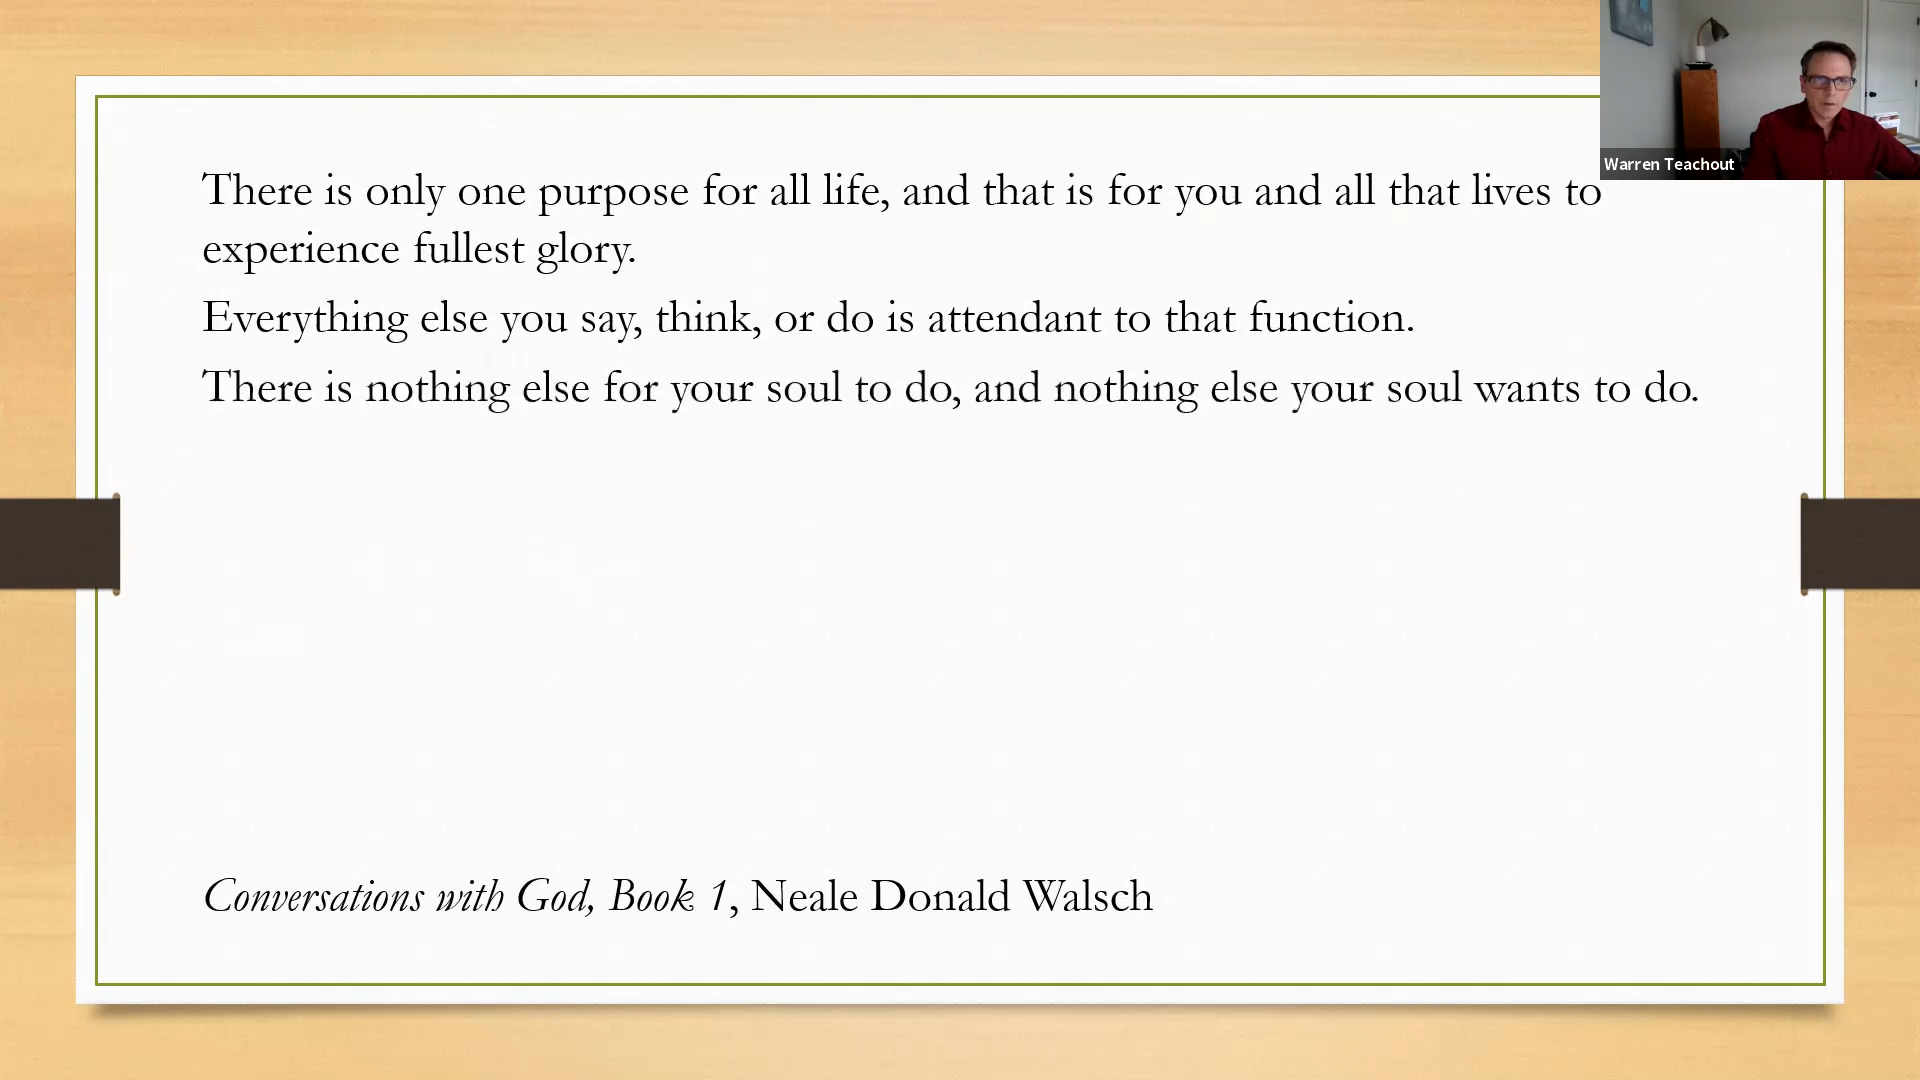 There is only one purpose for all life, and that is for you and all that lives to
experience fullest glory.
Everything else you say, think, or do is attendant to that function.
There is nothing else for your soul to do, and nothing else your soul wants to do.
Conversations with God, Book 1, Neale Donald Walsch
Warren Teachout